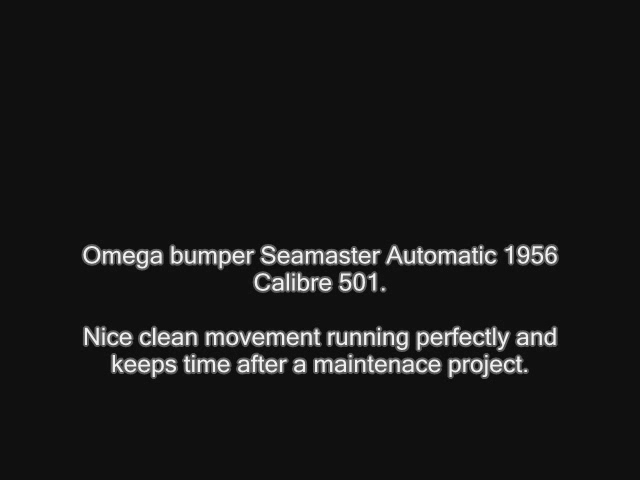 Omega bumper Seamaster Automatic 1956
Calibre 501.
Nice clean movement running perfectly and
keeps time after a maintenace project.